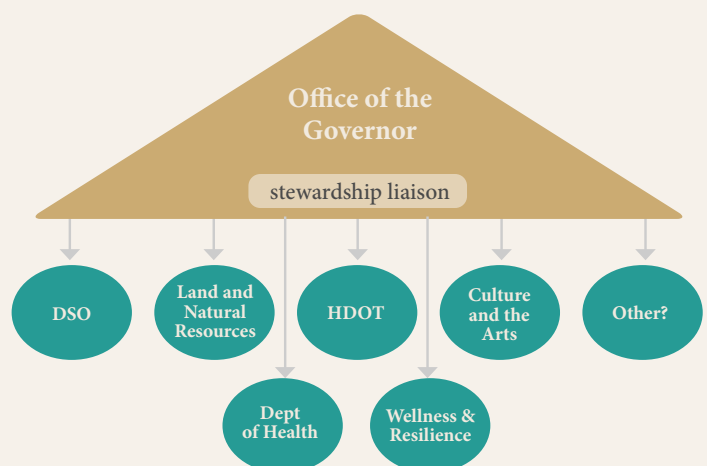 Office of the
Governor
stewardship liaison
DSO
Land and
Natural
Resources
HDOT
Culture
and the
Arts
Other?
Dept
of Health
Wellness &
Resilience